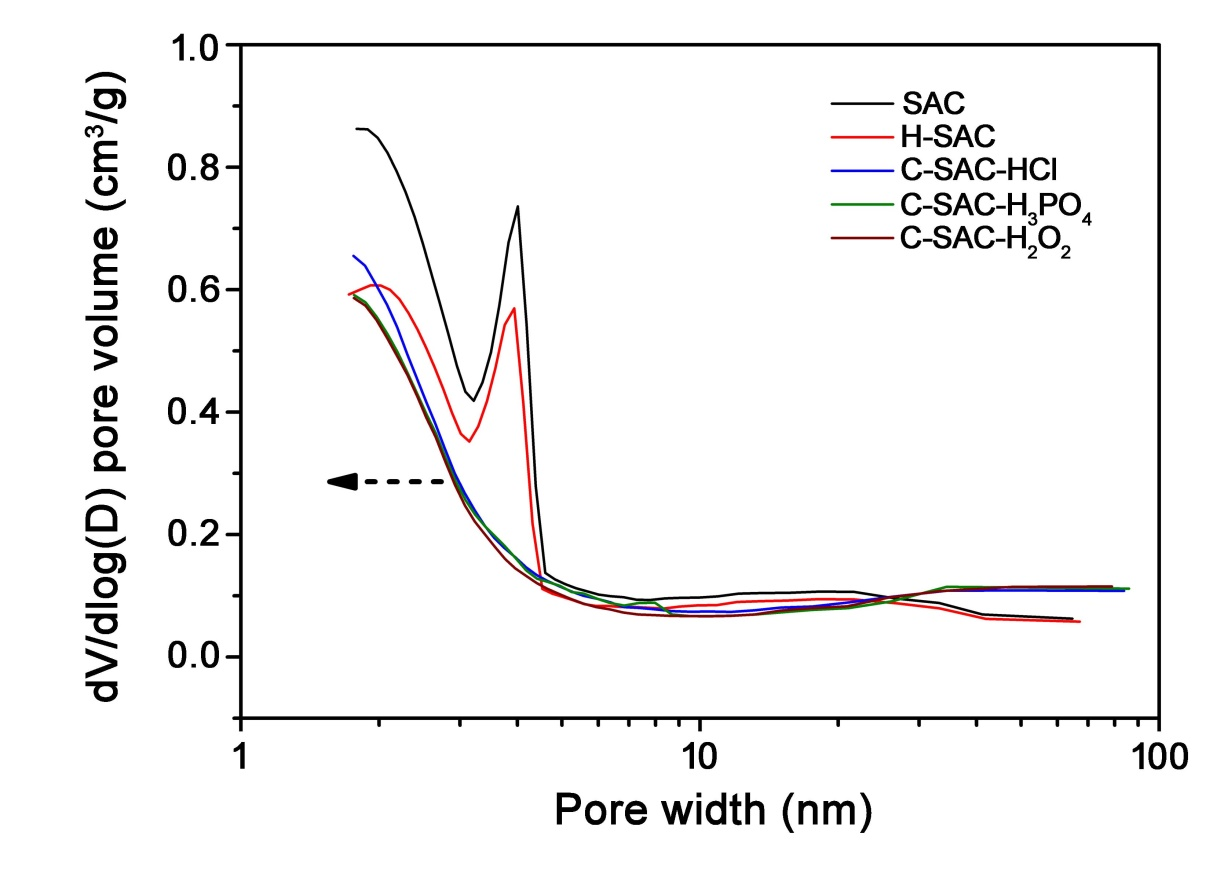 dV/dlog(D) pore volume (cm³/g)
1.0
0.8
0.6
0.4
0.2
0.0
SAC
H-SAC
C-SAC-HCl
C-SAC-H₃PO₄
C-SAC-H₂O₂
1 10 100
Pore width (nm)